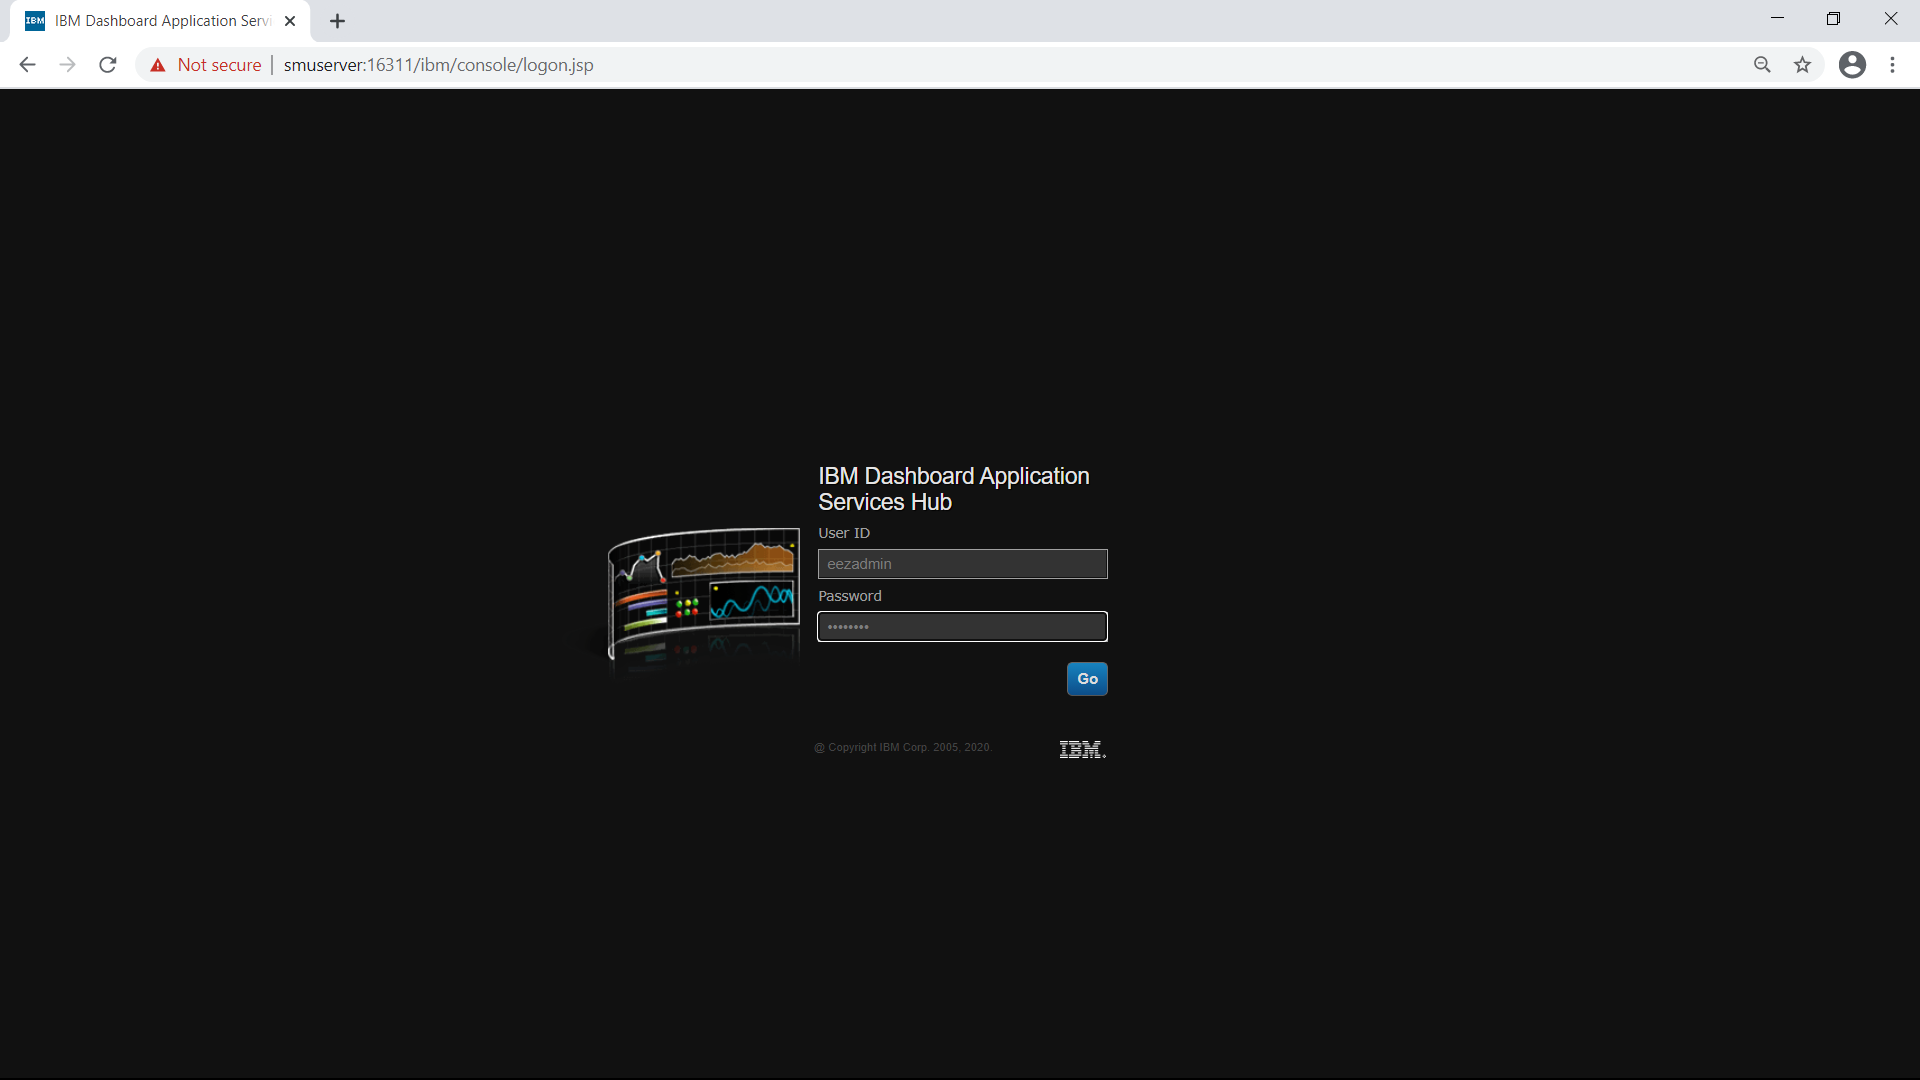 IBM
IBM Dashboard Application Servi
Not secure
smuserver:16311/ibm/console/logon.jsp
IBM Dashboard Application
Services Hub
User ID
eezadmin
Password
••••••••
Go
@ Copyright IBM Corp. 2005, 2020.
IBM.